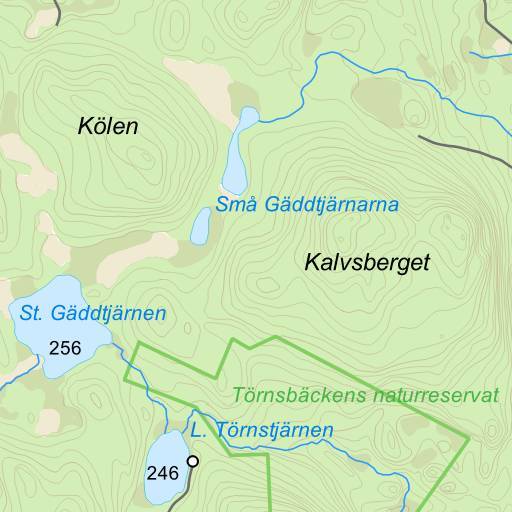 Kölen
Små Gäddtjärnarna
Kalvsberget
St. Gäddtjärnen
256
Törnsbäckens naturreservat
L. Törnstjärnen
246